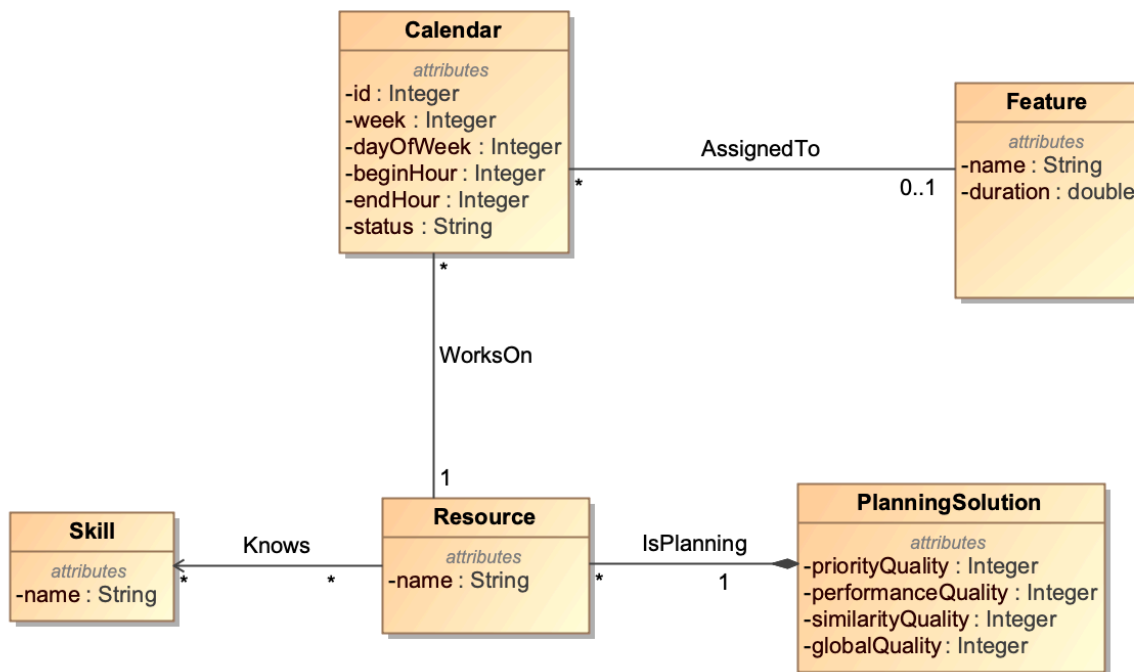 Calendar
attributes
-id : Integer
-week : Integer
-dayOfWeek : Integer
-beginHour : Integer
-endHour : Integer
-status : String
Feature
attributes
-name : String
-duration : double
AssignedTo
*
0..1
*
WorksOn
1
Skill
attributes
-name : String
Knows
*
*
Resource
attributes
-name : String
IsPlanning
*
1
PlanningSolution
attributes
-priorityQuality : Integer
-performanceQuality : Integer
-similarityQuality : Integer
-globalQuality : Integer